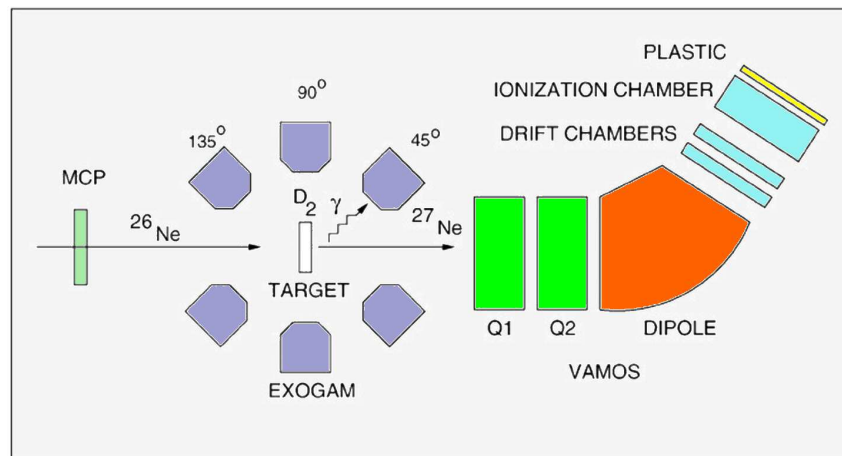 PLASTIC
IONIZATION CHAMBER
DRIFT CHAMBERS
90°
135°
45°
MCP
D₂
γ
²⁶Ne
²⁷Ne
TARGET
Q1
Q2
DIPOLE
EXOGAM
VAMOS